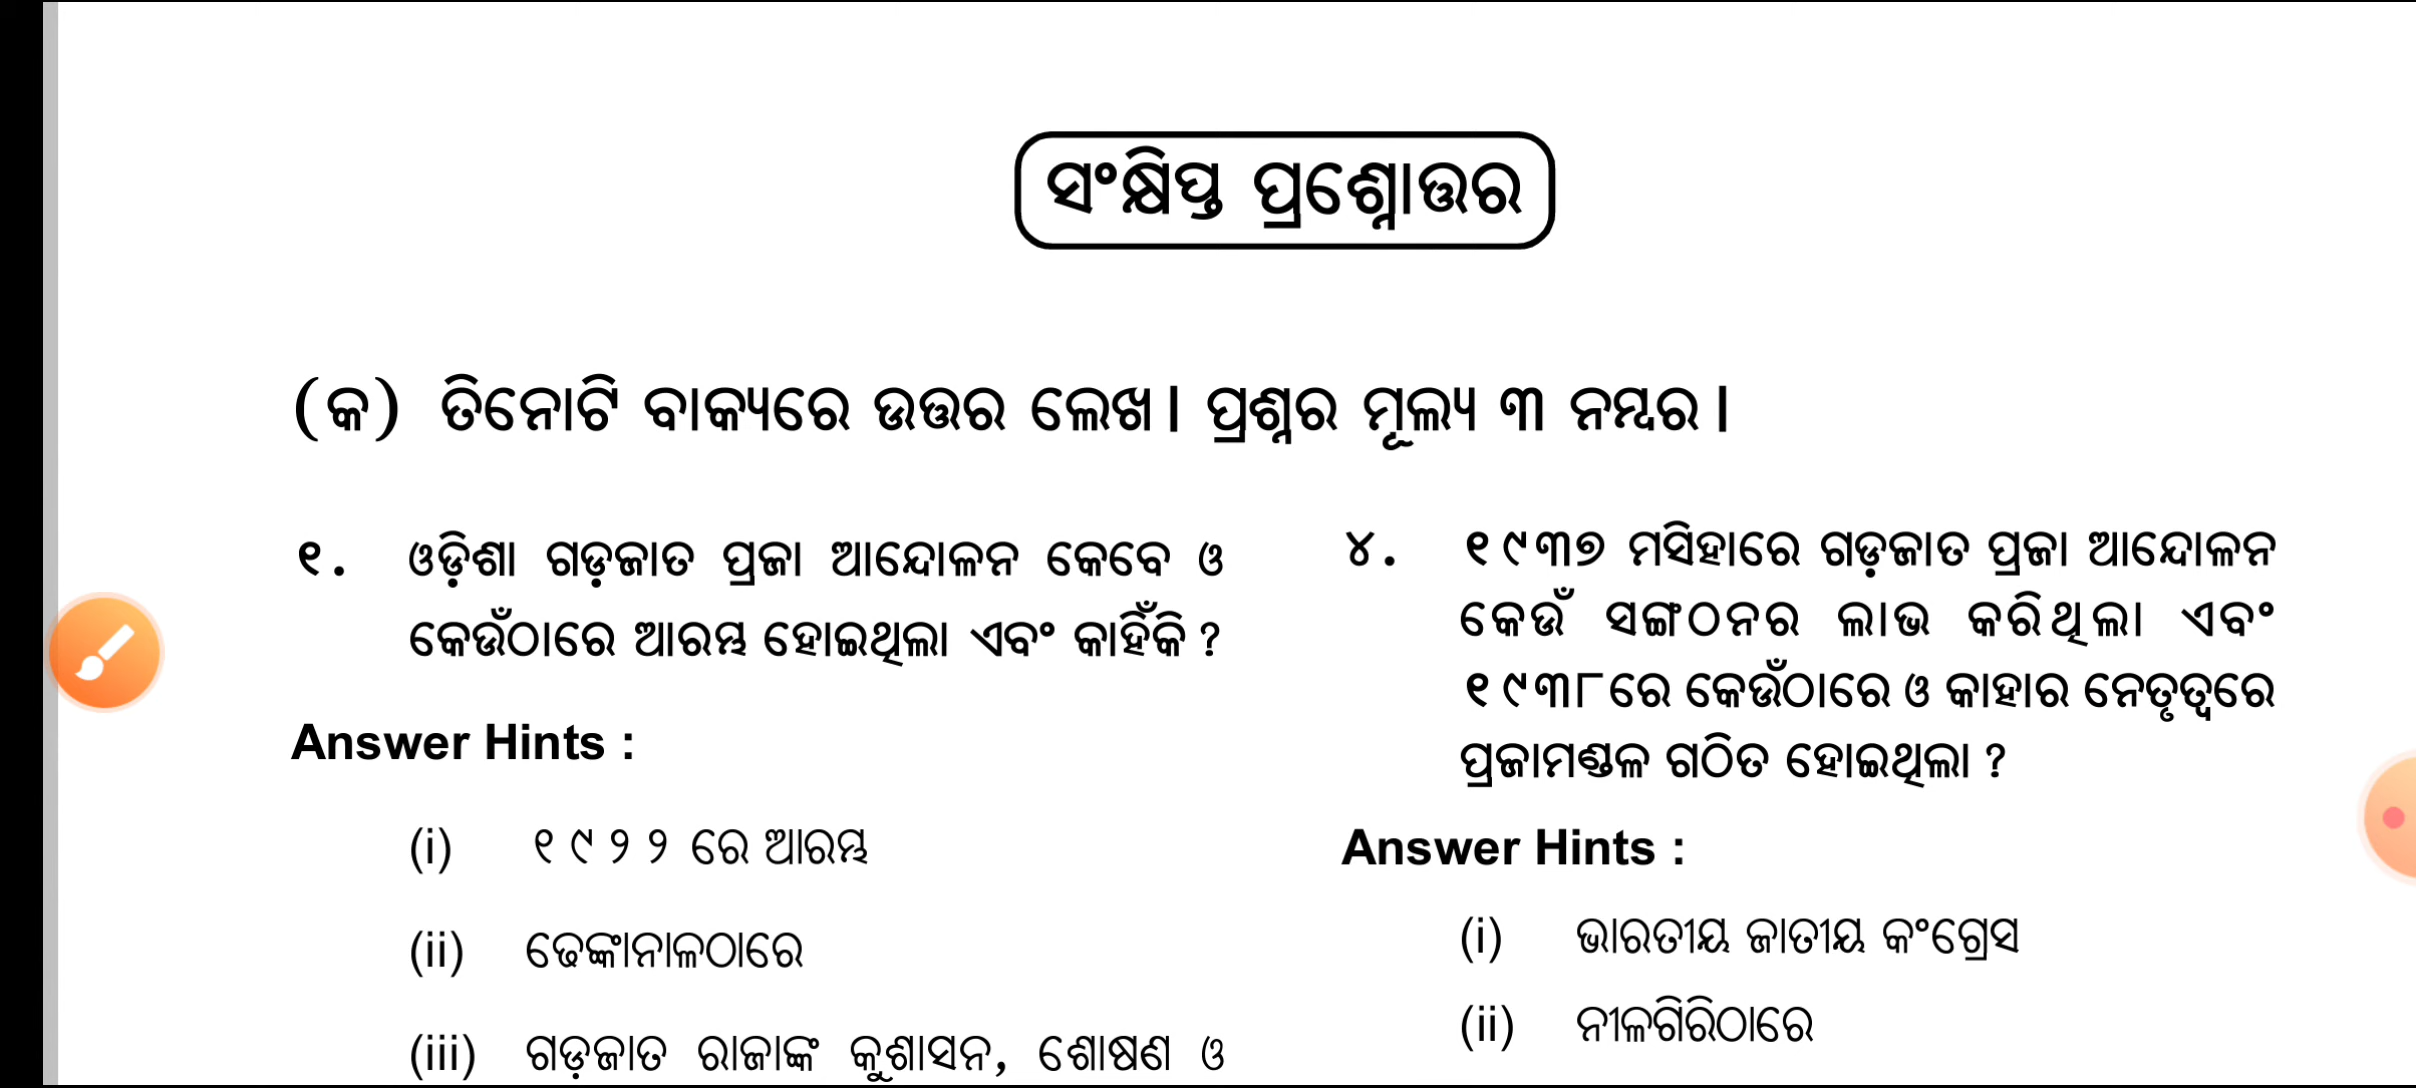 ସଂକ୍ଷିପ୍ତ ପ୍ରଶ୍ନୋତ୍ତର
(କ) ତିନୋଟି ବାକ୍ୟରେ ଉତ୍ତର ଲେଖ। ପ୍ରଶ୍ନର ମୂଲ୍ୟ ୩ ନମ୍ବର।
୧. ଓଡ଼ିଶା ଗଡ଼ଜାତ ପ୍ରଜା ଆନ୍ଦୋଳନ କେବେ ଓ
କେଉଁଠାରେ ଆରମ୍ଭ ହୋଇଥିଲା ଏବଂ କାହିଁକି ?
Answer Hints :
(i) ୧୯୨୨ ରେ ଆରମ୍ଭ
(ii) ଢେଙ୍କାନାଳଠାରେ
(iii) ଗଡ଼ଜାତ ରାଜାଙ୍କ କୁଶାସନ, ଶୋଷଣ ଓ
୪. ୧୯୩୭ ମସିହାରେ ଗଡ଼ଜାତ ପ୍ରଜା ଆନ୍ଦୋଳନ
କେଉଁ ସଙ୍ଗଠନର ଲାଭ କରିଥିଲା ଏବଂ
୧୯୩୮ରେ କେଉଁଠାରେ ଓ କାହାର ନେତୃତ୍ୱରେ
ପ୍ରଜାମଣ୍ଡଳ ଗଠିତ ହୋଇଥିଲା ?
Answer Hints :
(i) ଭାରତୀୟ ଜାତୀୟ କଂଗ୍ରେସ
(ii) ନୀଳଗିରିଠାରେ